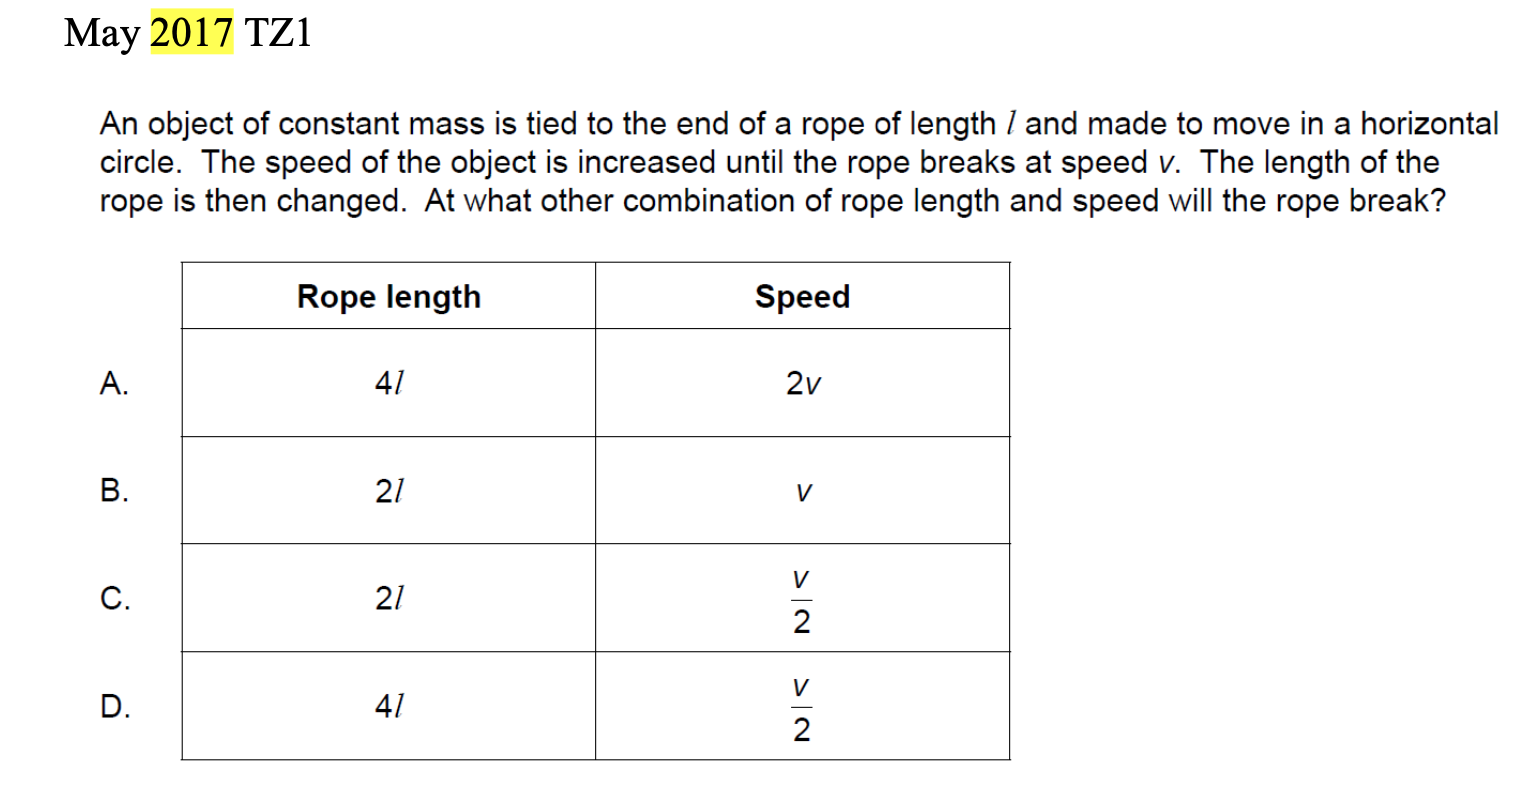 May 2017 TZ1
An object of constant mass is tied to the end of a rope of length l and made to move in a horizontal
circle. The speed of the object is increased until the rope breaks at speed v. The length of the
rope is then changed. At what other combination of rope length and speed will the rope break?
Rope length Speed
A. 4l 2v
B. 2l v
C. 2l v/2
D. 4l v/2